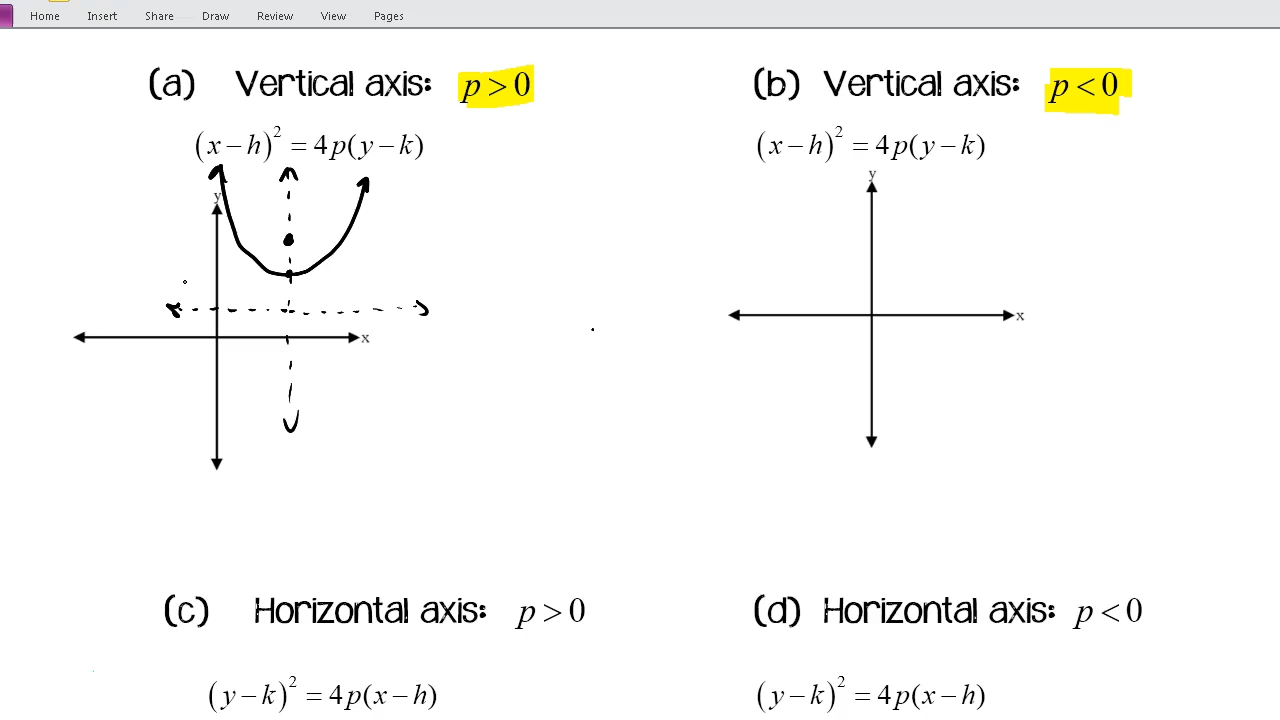 Home Insert Share Draw Review View Pages
(a) Vertical axis: p > 0
(x − h)² = 4p(y − k)
y
x
(b) Vertical axis: p < 0
(x − h)² = 4p(y − k)
y
x
(c) Horizontal axis: p > 0
(y − k)² = 4p(x − h)
(d) Horizontal axis: p < 0
(y − k)² = 4p(x − h)